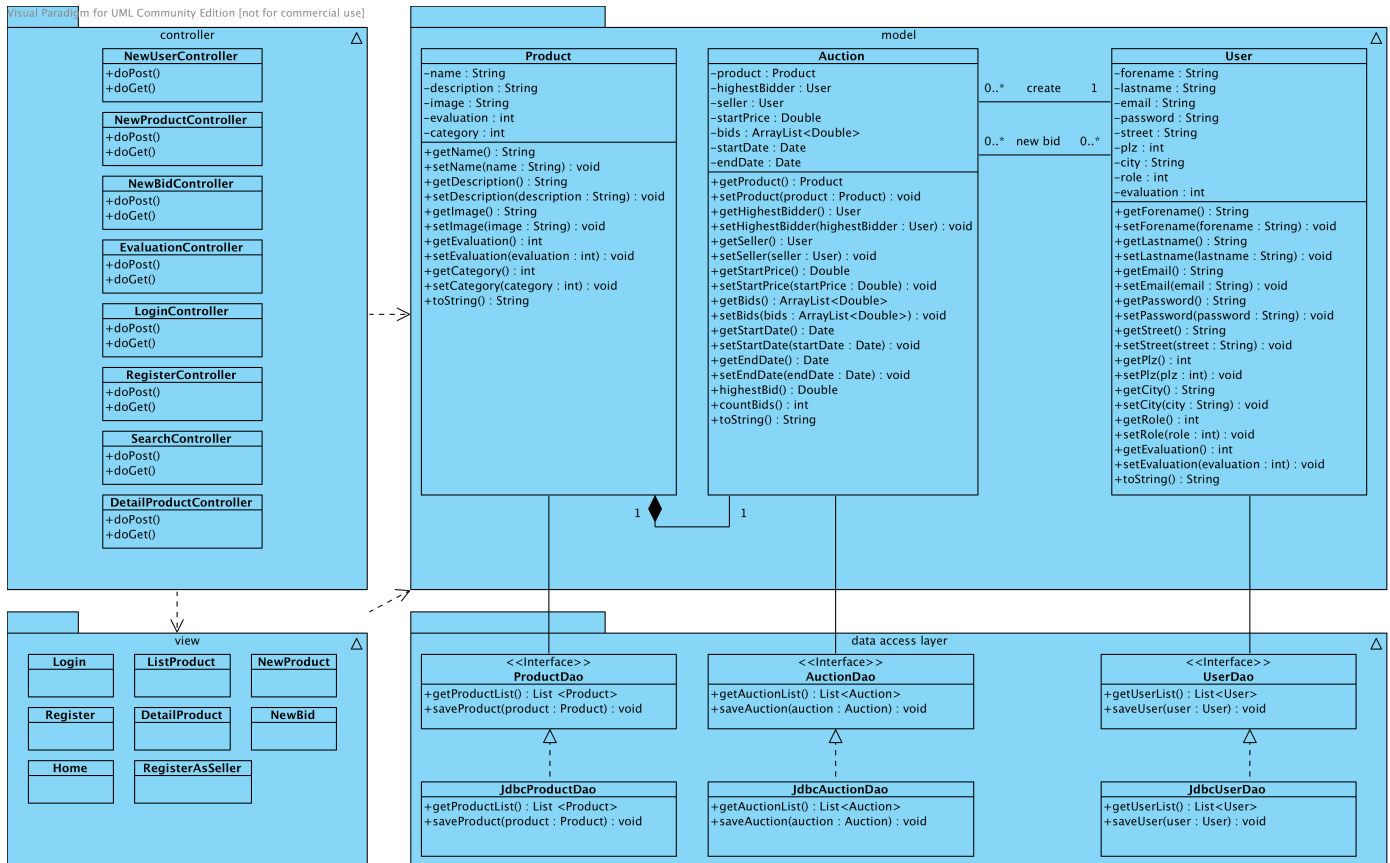 Visual Paradigm for UML Community Edition [not for commercial use]
controller
NewUserController
+doPost()
+doGet()
NewProductController
+doPost()
+doGet()
NewBidController
+doPost()
+doGet()
EvaluationController
+doPost()
+doGet()
LoginController
+doPost()
+doGet()
RegisterController
+doPost()
+doGet()
SearchController
+doPost()
+doGet()
DetailProductController
+doPost()
+doGet()
model
Product
-name : String
-description : String
-image : String
-evaluation : int
-category : int
+getName() : String
+setName(name : String) : void
+getDescription() : String
+setDescription(description : String) : void
+getImage() : String
+setImage(image : String) : void
+getEvaluation() : int
+setEvaluation(evaluation : int) : void
+getCategory() : int
+setCategory(category : int) : void
+toString() : String
Auction
-product : Product
-highestBidder : User
-seller : User
-startPrice : Double
-bids : ArrayList<Double>
-startDate : Date
-endDate : Date
+getProduct() : Product
+setProduct(product : Product) : void
+getHighestBidder() : User
+setHighestBidder(highestBidder : User) : void
+getSeller() : User
+setSeller(seller : User) : void
+getStartPrice() : Double
+setStartPrice(startPrice : Double) : void
+getBids() : ArrayList<Double>
+setBids(bids : ArrayList<Double>) : void
+getStartDate() : Date
+setStartDate(startDate : Date) : void
+getEndDate() : Date
+setEndDate(endDate : Date) : void
+highestBid() : Double
+countBids() : int
+toString() : String
0..* create 1
0..* new bid 0..*
User
-forename : String
-lastname : String
-email : String
-password : String
-street : String
-plz : int
-city : String
-role : int
-evaluation : int
+getForename() : String
+setForename(forename : String) : void
+getLastname() : String
+setLastname(lastname : String) : void
+getEmail() : String
+setEmail(email : String) : void
+getPassword() : String
+setPassword(password : String) : void
+getStreet() : String
+setStreet(street : String) : void
+getPlz() : int
+setPlz(plz : int) : void
+getCity() : String
+setCity(city : String) : void
+getRole() : int
+setRole(role : int) : void
+getEvaluation() : int
+setEvaluation(evaluation : int) : void
+toString() : String
1 1
view
Login
ListProduct
NewProduct
Register
DetailProduct
NewBid
Home
RegisterAsSeller
data access layer
<<Interface>>
ProductDao
+getProductList() : List <Product>
+saveProduct(product : Product) : void
<<Interface>>
AuctionDao
+getAuctionList() : List<Auction>
+saveAuction(auction : Auction) : void
<<Interface>>
UserDao
+getUserList() : List<User>
+saveUser(user : User) : void
JdbcProductDao
+getProductList() : List <Product>
+saveProduct(product : Product) : void
JdbcAuctionDao
+getAuctionList() : List<Auction>
+saveAuction(auction : Auction) : void
JdbcUserDao
+getUserList() : List<User>
+saveUser(user : User) : void